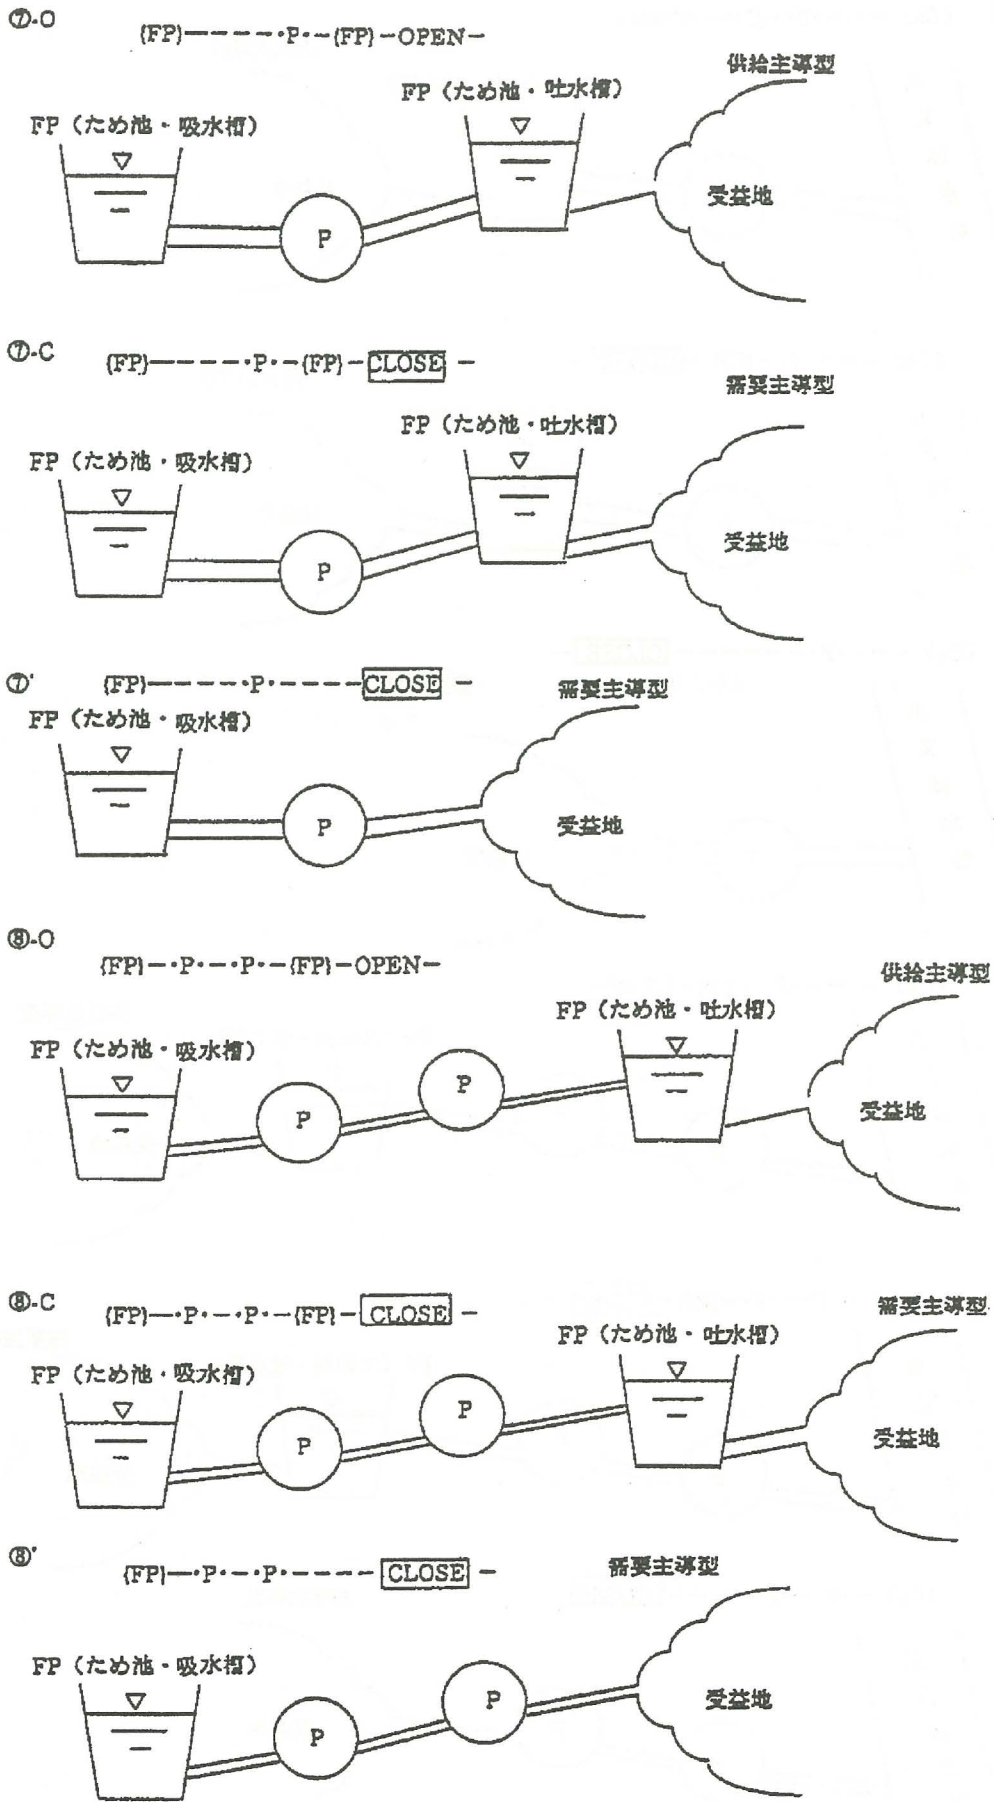 ⑦-O
{FP}−−−−−・P・−{FP}−OPEN−
供給主導型
FP（ため池・吐水槽）
FP（ため池・吸水槽）
P
受益地
⑦-C
{FP}−−−−−・P・−{FP}−CLOSE −
需要主導型
FP（ため池・吐水槽）
FP（ため池・吸水槽）
P
受益地
⑦'
{FP}−−−−−・P・−−−−CLOSE −
需要主導型
FP（ため池・吸水槽）
P
受益地
⑧-O
{FP}−・P・−・P・−{FP}−OPEN−
供給主導型
FP（ため池・吐水槽）
FP（ため池・吸水槽）
P
P
受益地
⑧-C
{FP}−・P・−・P・−{FP}−CLOSE −
需要主導型
FP（ため池・吐水槽）
FP（ため池・吸水槽）
P
P
受益地
⑧'
{FP}−・P・−・P・−−−−CLOSE −
需要主導型
FP（ため池・吸水槽）
P
P
受益地